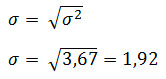 σ = √σ²
σ = √3,67 = 1,92